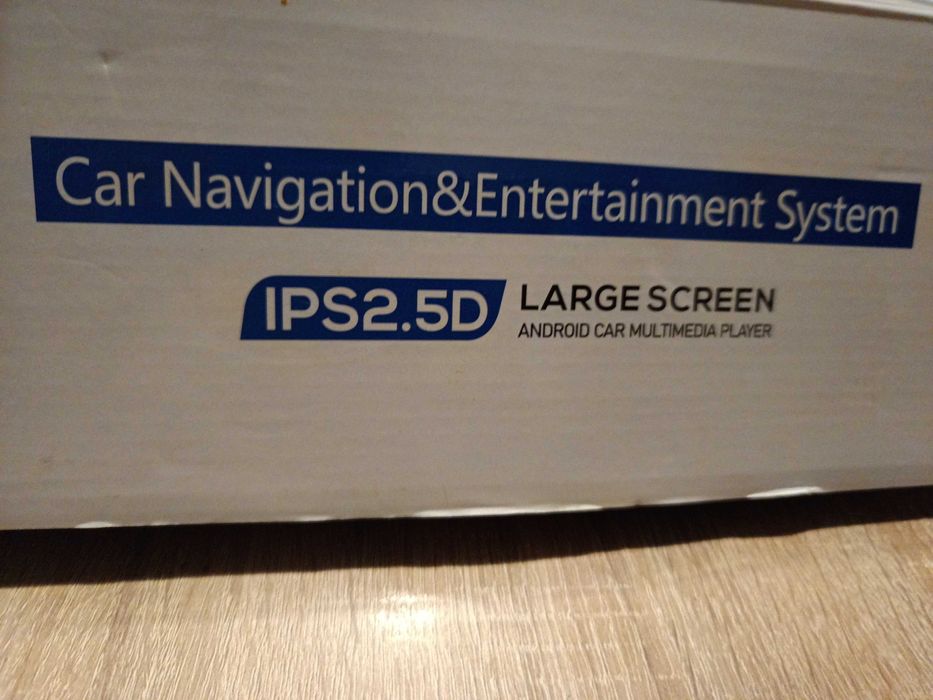 Car Navigation&Entertainment System
IPS2.5D
LARGE SCREEN
ANDROID CAR MULTIMEDIA PLAYER